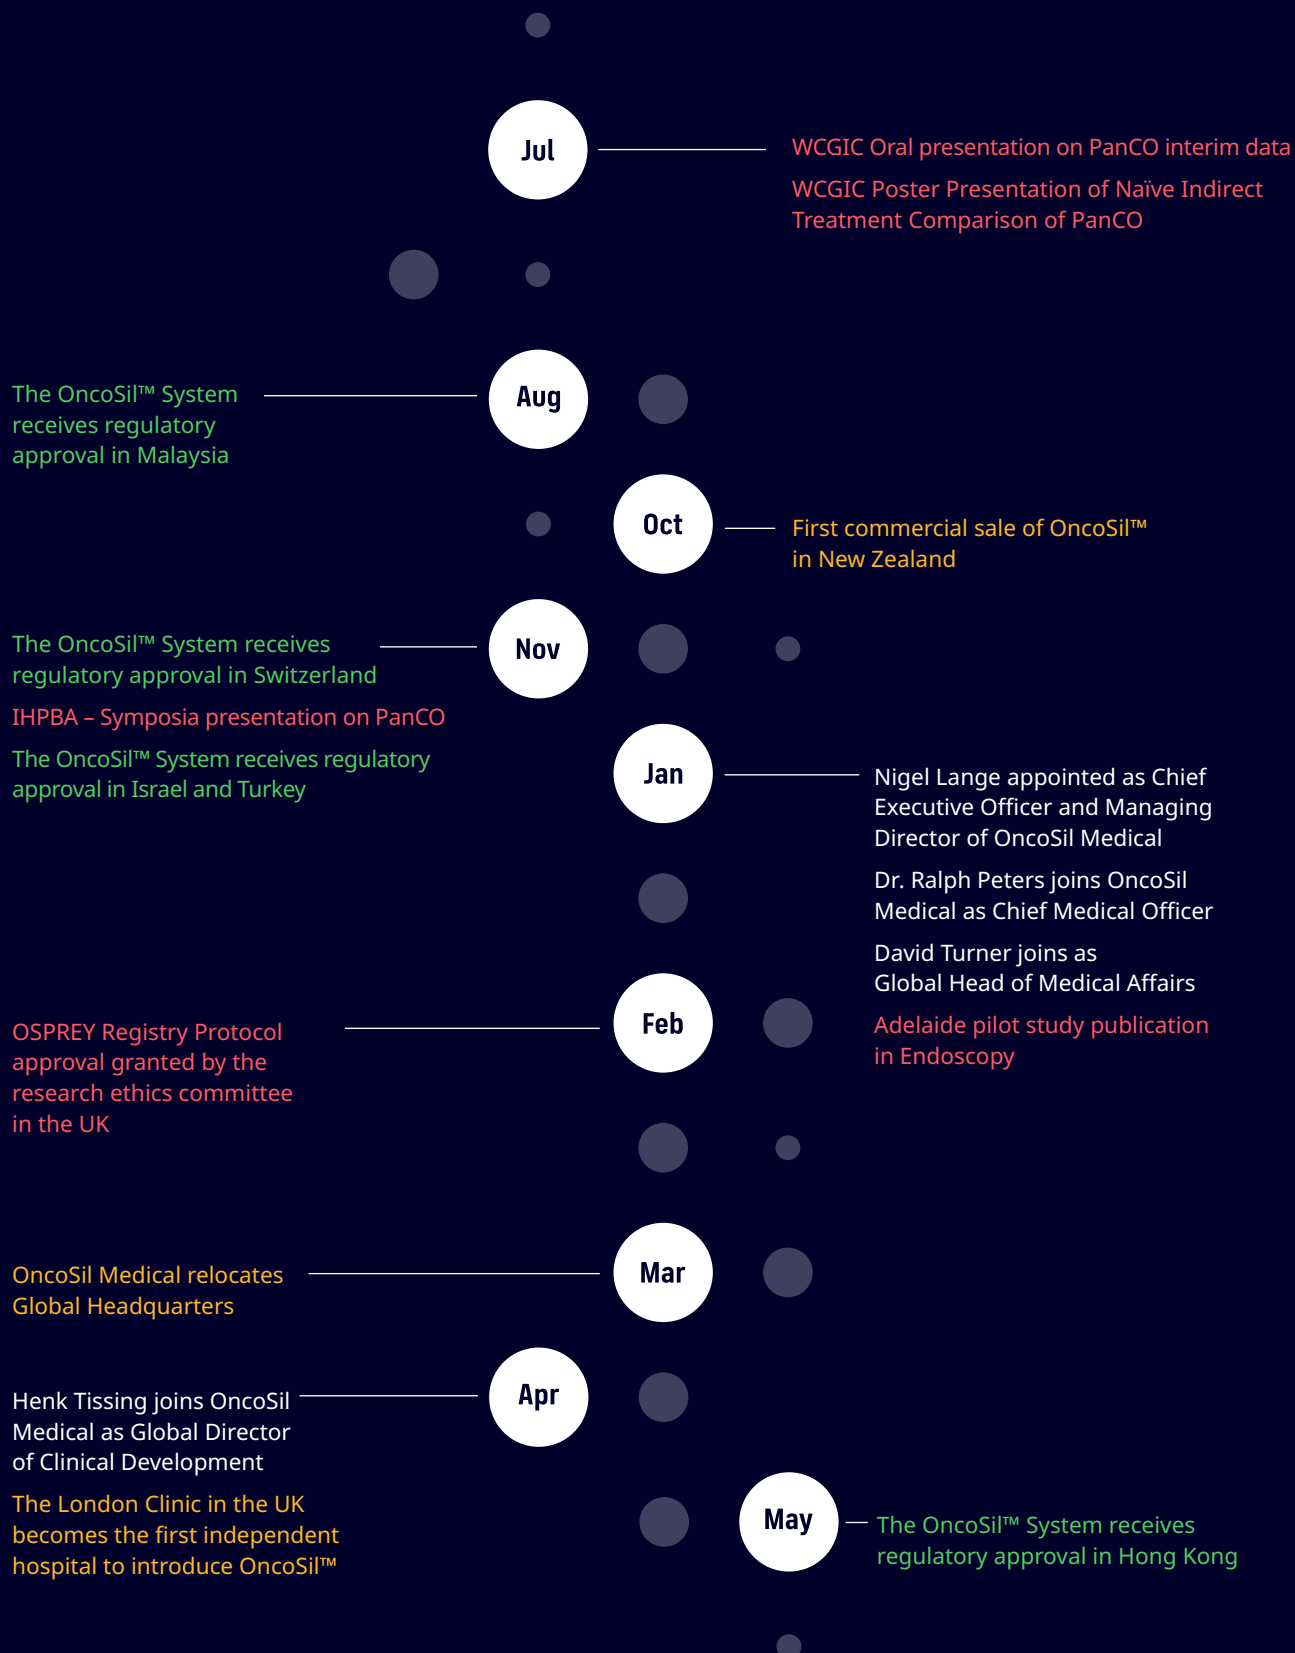 Jul
WCGIC Oral presentation on PanCO interim data
WCGIC Poster Presentation of Naïve Indirect
Treatment Comparison of PanCO
Aug
The OncoSil™ System
receives regulatory
approval in Malaysia
Oct
First commercial sale of OncoSil™
in New Zealand
Nov
The OncoSil™ System receives
regulatory approval in Switzerland
IHPBA – Symposia presentation on PanCO
The OncoSil™ System receives regulatory
approval in Israel and Turkey
Jan
Nigel Lange appointed as Chief
Executive Officer and Managing
Director of OncoSil Medical
Dr. Ralph Peters joins OncoSil
Medical as Chief Medical Officer
David Turner joins as
Global Head of Medical Affairs
Adelaide pilot study publication
in Endoscopy
Feb
OSPREY Registry Protocol
approval granted by the
research ethics committee
in the UK
Mar
OncoSil Medical relocates
Global Headquarters
Apr
Henk Tissing joins OncoSil
Medical as Global Director
of Clinical Development
The London Clinic in the UK
becomes the first independent
hospital to introduce OncoSil™
May
The OncoSil™ System receives
regulatory approval in Hong Kong